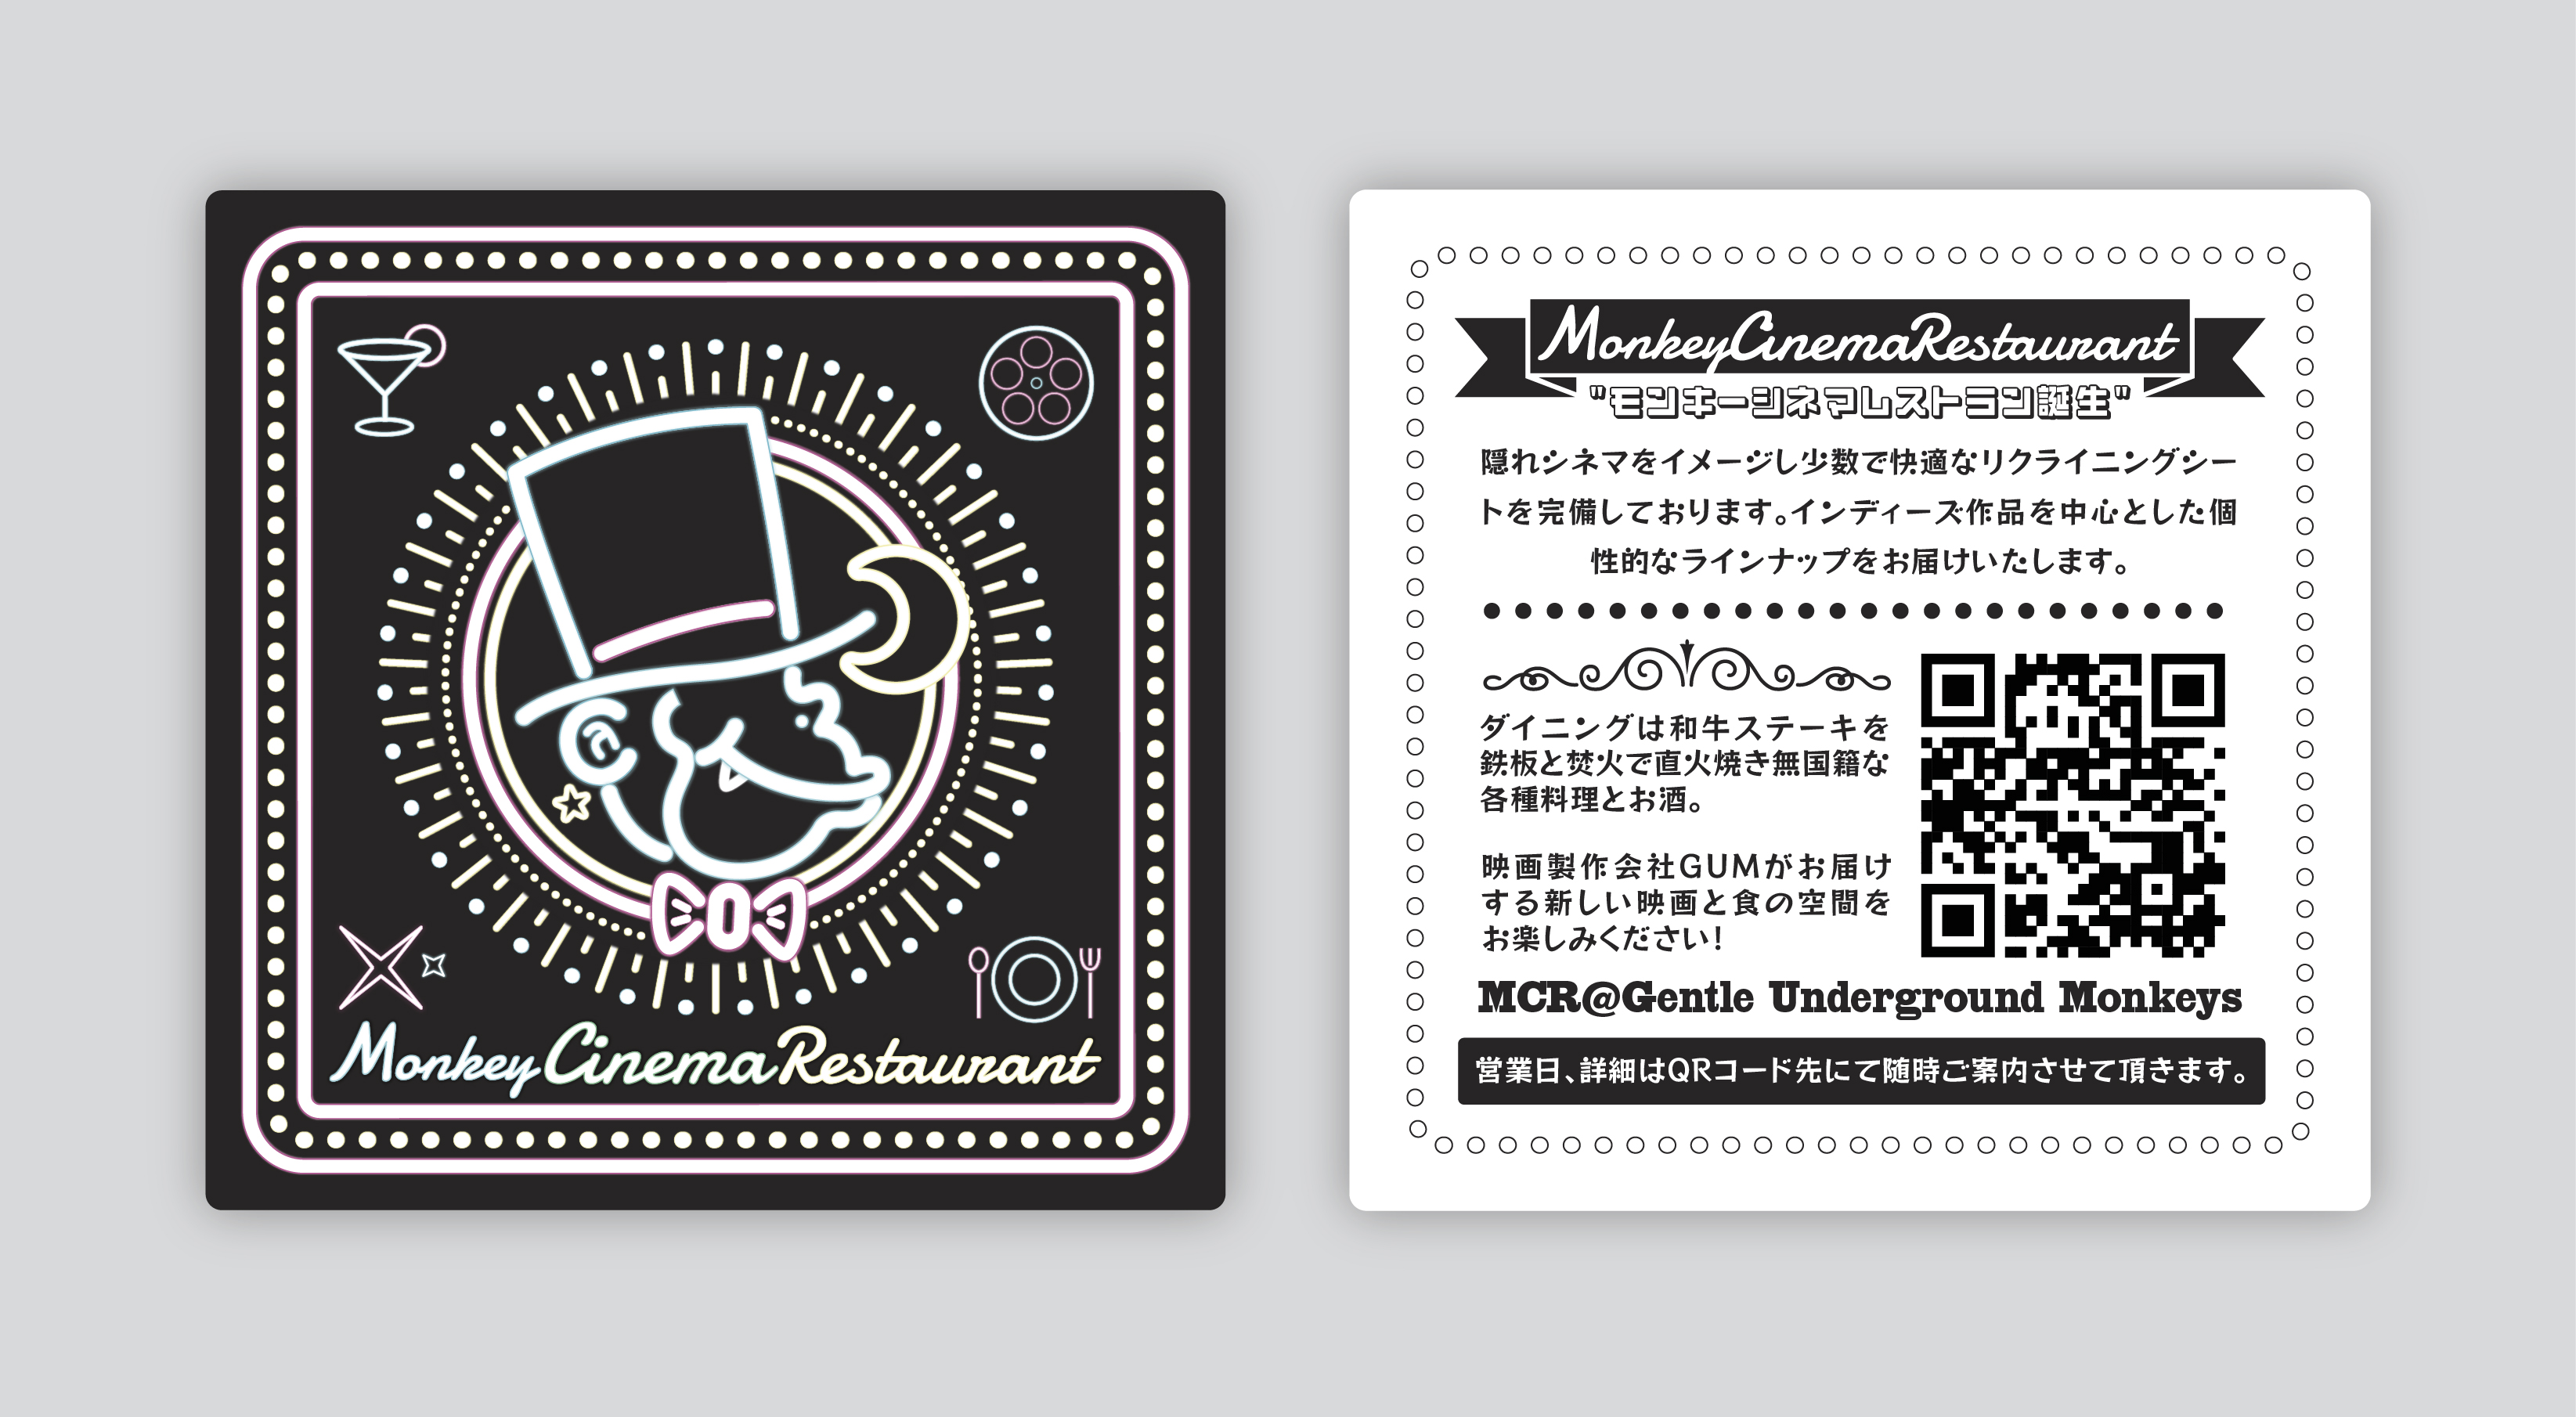 MonkeyCinemaRestaurant
MonkeyCinemaRestaurant
"モンキーシネマレストラン誕生"
隠れシネマをイメージし少数で快適なリクライニングシー
トを完備しております。インディーズ作品を中心とした個
性的なラインナップをお届けいたします。
ダイニングは和牛ステーキを
鉄板と焚火で直火焼き無国籍な
各種料理とお酒。
映画製作会社GUMがお届け
する新しい映画と食の空間を
お楽しみください!
MCR@Gentle Underground Monkeys
営業日、詳細はQRコード先にて随時ご案内させて頂きます。